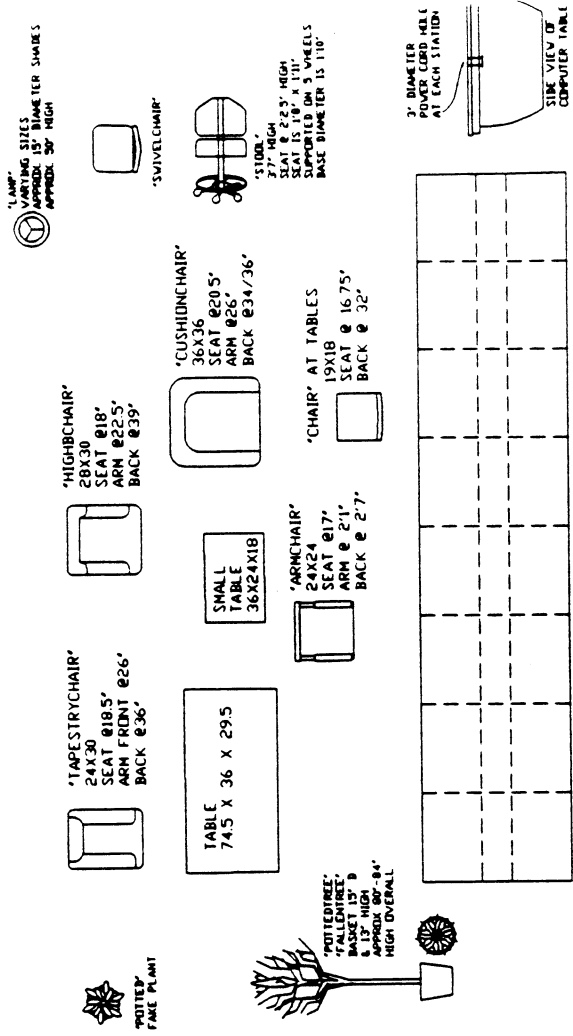 "LAMP"
VARYING SIZES
APPROX. 15" DIAMETER SHADES
APPROX. 30" HIGH
"SWIVELCHAIR"
"STOOL"
3'7" HIGH
SEAT @ 2'2.5" HIGH
SEAT IS 1'8" X 1'11"
SUPPORTED ON 5 WHEELS
BASE DIAMETER IS 1'10"
3" DIAMETER
POWER CORD HOLE
AT EACH STATION
SIDE VIEW OF
COMPUTER TABLE
"HIGHBCHAIR"
28X30
SEAT @18"
ARM @22.5"
BACK @39"
"CUSHIONCHAIR"
36X36
SEAT @20.5"
ARM @26"
BACK @34/36"
"CHAIR" AT TABLES
19X18
SEAT @ 16.75"
BACK @ 32"
"TAPESTRYCHAIR"
24X30
SEAT @18.5"
ARM FRONT @26"
BACK @36"
SMALL
TABLE
36X24X18
"ARMCHAIR"
24X24
SEAT @17"
ARM @ 2'1"
BACK @ 2'7"
TABLE
74.5 X 36 X 29.5
"POTTED"
FAKE PLANT
"POTTEDTREE"
"FALLENTREE"
BASKET 15" D
& 13" HIGH
APPROX 80"-84"
HIGH OVERALL